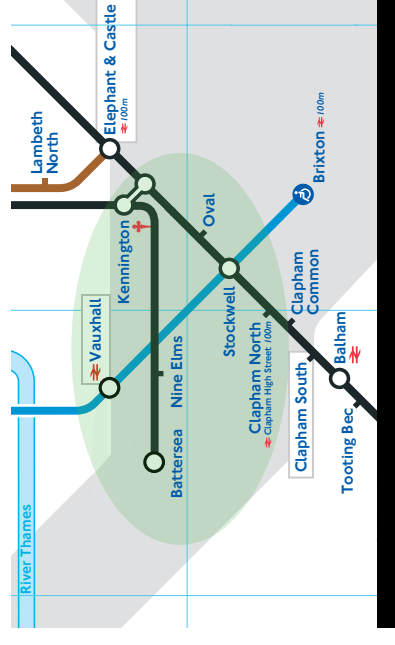 Elephant & Castle
100m
Lambeth
North
Brixton
100m
Kennington
Oval
Vauxhall
Stockwell
Clapham
Common
Nine Elms
Clapham North
Clapham High Street 100m
Balham
Battersea
Clapham South
Tooting Bec
River Thames